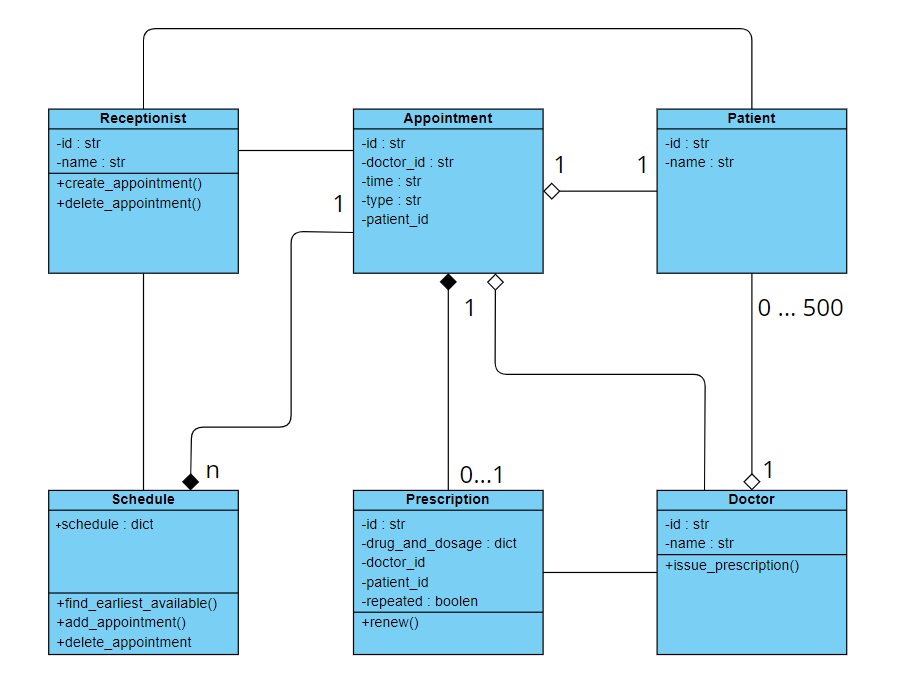 Receptionist
-id : str
-name : str
+create_appointment()
+delete_appointment()
Appointment
-id : str
-doctor_id : str
-time : str
-type : str
-patient_id
Patient
-id : str
-name : str
1
1
1
1
0 ... 500
n
0...1
1
Schedule
+schedule : dict
+find_earliest_available()
+add_appointment()
+delete_appointment
Prescription
-id : str
-drug_and_dosage : dict
-doctor_id
-patient_id
-repeated : boolen
+renew()
Doctor
-id : str
-name : str
+issue_prescription()